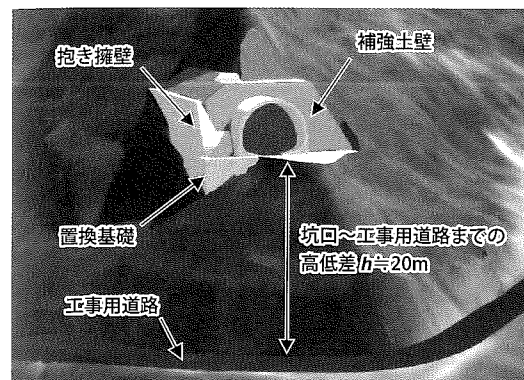 抱き擁壁
補強土壁
置換基礎
坑口～工事用道路までの
高低差h≒20m
工事用道路